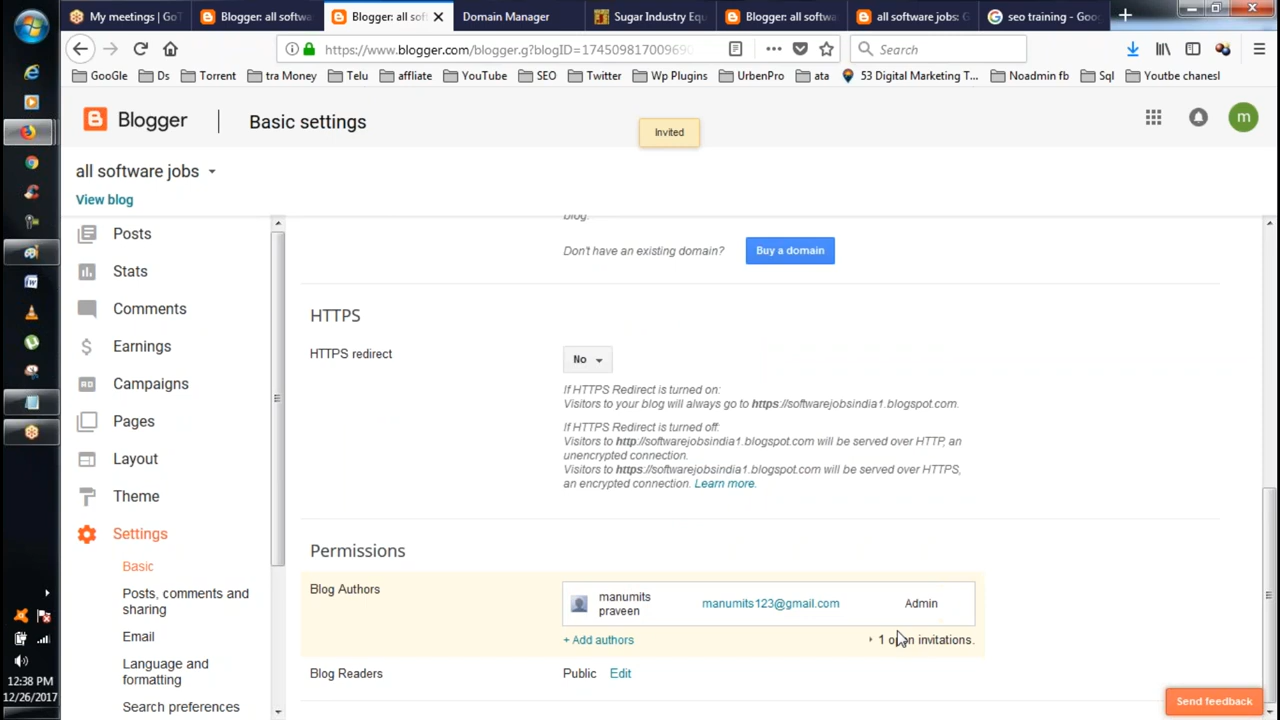 My meetings | GoT
Blogger: all softwa
Blogger: all sof
Domain Manager
Sugar Industry Equ
Blogger: all softwa
all software jobs: G
seo training - Goo
https://www.blogger.com/blogger.g?blogID=174509817009690
Search
GooGle
Ds
Torrent
tra Money
Telu
affliate
YouTube
SEO
Twitter
Wp Plugins
UrbenPro
ata
53 Digital Marketing T...
Noadmin fb
Sql
Youtbe chanesl
Blogger
Basic settings
Invited
m
all software jobs
View blog
Posts
Stats
Comments
Earnings
Campaigns
Pages
Layout
Theme
Settings
Basic
Posts, comments and
sharing
Email
Language and
formatting
Search preferences
blog.
Don't have an existing domain?
Buy a domain
HTTPS
HTTPS redirect
No
If HTTPS Redirect is turned on:
Visitors to your blog will always go to https://softwarejobsindia1.blogspot.com.
If HTTPS Redirect is turned off:
Visitors to http://softwarejobsindia1.blogspot.com will be served over HTTP, an
unencrypted connection.
Visitors to https://softwarejobsindia1.blogspot.com will be served over HTTPS,
an encrypted connection. Learn more.
Permissions
Blog Authors
manumits
praveen
manumits123@gmail.com
Admin
+ Add authors
1 open invitations.
Blog Readers
Public
Edit
Send feedback
12:38 PM
12/26/2017